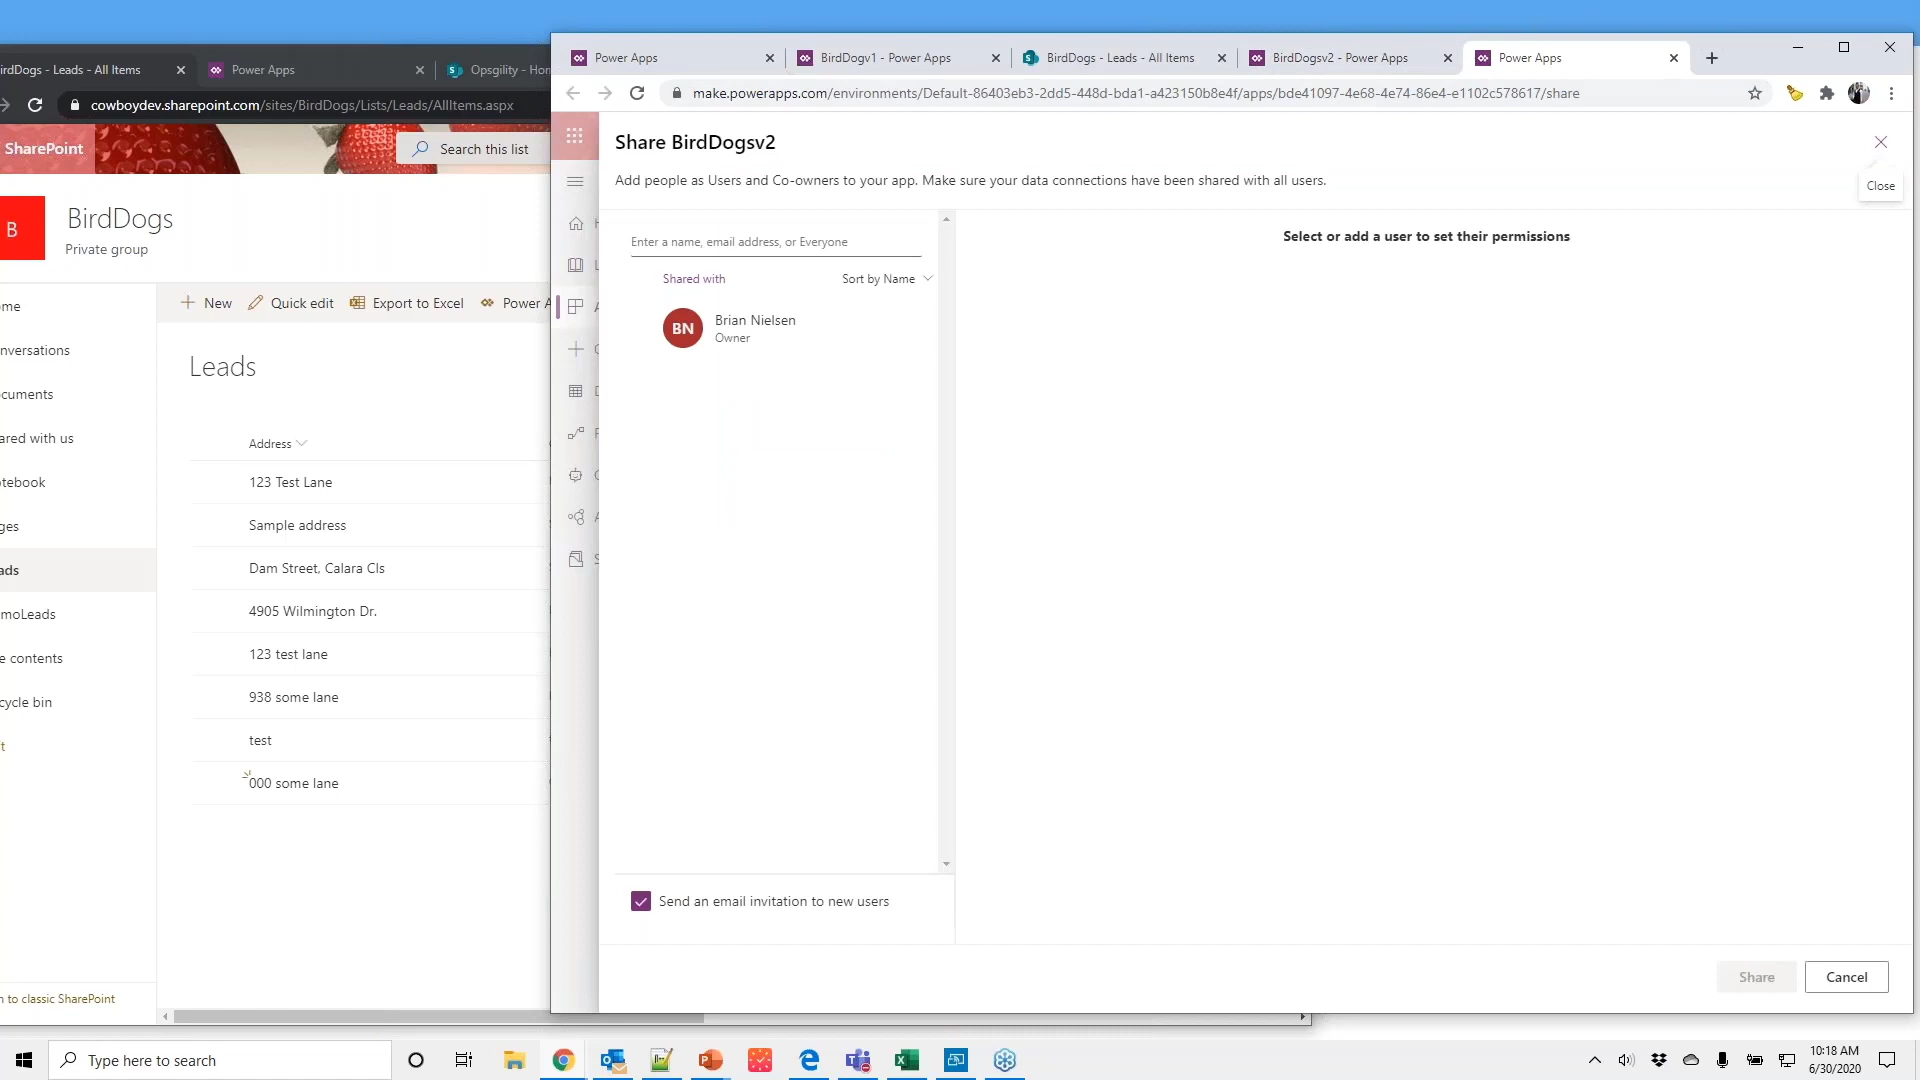 irdDogs - Leads - All Items
Power Apps
Opsgility - Hom
cowboydev.sharepoint.com/sites/BirdDogs/Lists/Leads/AllItems.aspx
SharePoint
Search this list
B
BirdDogs
Private group
ome
nversations
cuments
ared with us
tebook
ges
ads
moLeads
e contents
cycle bin
t
n to classic SharePoint
New
Quick edit
Export to Excel
Power A
Leads
Address
123 Test Lane
Sample address
Dam Street, Calara Cls
4905 Wilmington Dr.
123 test lane
938 some lane
test
000 some lane
Power Apps
BirdDogv1 - Power Apps
BirdDogs - Leads - All Items
BirdDogsv2 - Power Apps
Power Apps
make.powerapps.com/environments/Default-86403eb3-2dd5-448d-bda1-a423150b8e4f/apps/bde41097-4e68-4e74-86e4-e1102c578617/share
Share BirdDogsv2
Add people as Users and Co-owners to your app. Make sure your data connections have been shared with all users.
Close
Enter a name, email address, or Everyone
Shared with
Sort by Name
BN
Brian Nielsen
Owner
Select or add a user to set their permissions
Send an email invitation to new users
Share
Cancel
Type here to search
10:18 AM
6/30/2020